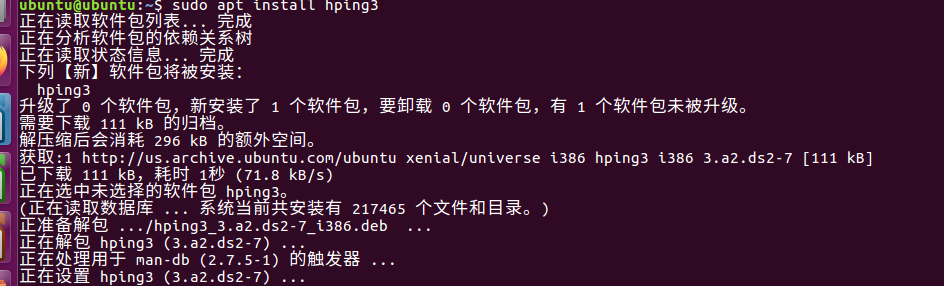 ubuntu@ubuntu:~$ sudo apt install hping3
正在读取软件包列表... 完成
正在分析软件包的依赖关系树
正在读取状态信息... 完成
下列【新】软件包将被安装：
  hping3
升级了 0 个软件包，新安装了 1 个软件包，要卸载 0 个软件包，有 1 个软件包未被升级。
需要下载 111 kB 的归档。
解压缩后会消耗 296 kB 的额外空间。
获取:1 http://us.archive.ubuntu.com/ubuntu xenial/universe i386 hping3 i386 3.a2.ds2-7 [111 kB]
已下载 111 kB，耗时 1秒 (71.8 kB/s)
正在选中未选择的软件包 hping3。
(正在读取数据库 ... 系统当前共安装有 217465 个文件和目录。)
正准备解包 .../hping3_3.a2.ds2-7_i386.deb  ...
正在解包 hping3 (3.a2.ds2-7) ...
正在处理用于 man-db (2.7.5-1) 的触发器 ...
正在设置 hping3 (3.a2.ds2-7) ...